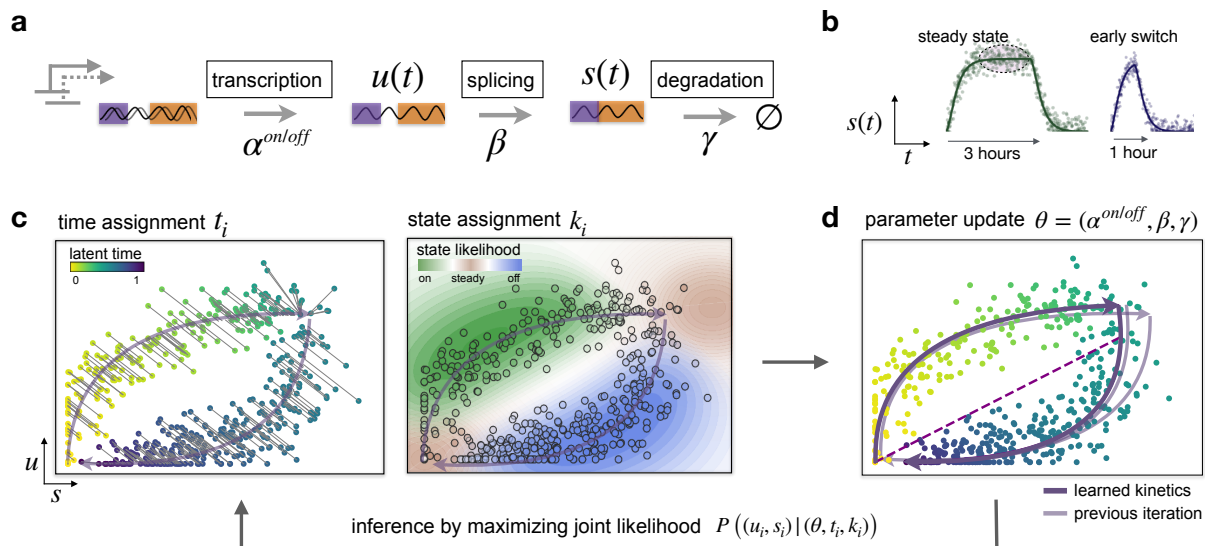 a
transcription
α^{on/off}
u(t)
splicing
β
s(t)
degradation
γ
∅
b
steady state
early switch
s(t)
t
3 hours
1 hour
c
time assignment t_i
latent time
0 1
u
s
state assignment k_i
state likelihood
on steady off
d
parameter update θ = (α^{on/off}, β, γ)
learned kinetics
previous iteration
inference by maximizing joint likelihood P((u_i, s_i) | (θ, t_i, k_i))